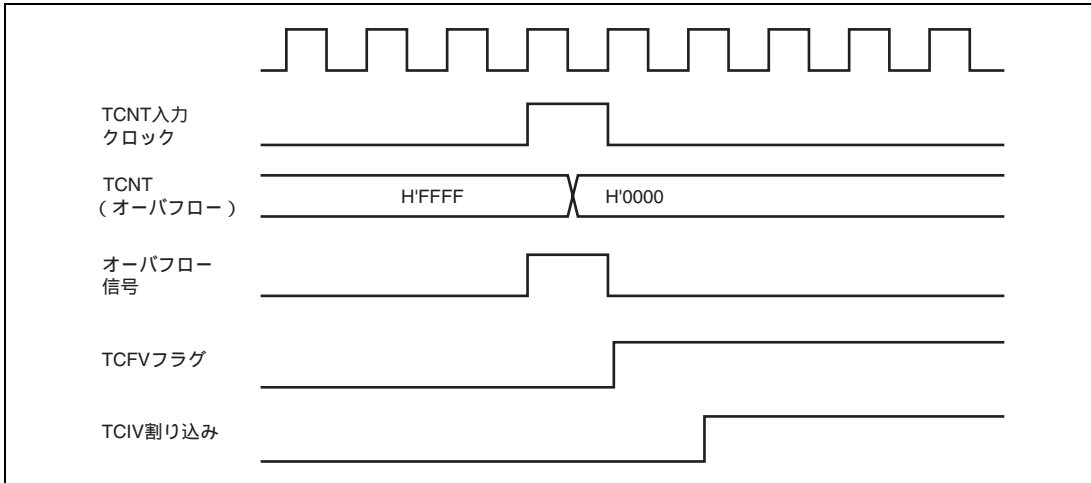 TCNT入力
クロック
TCNT
(オーバフロー)
H'FFFF
H'0000
オーバフロー
信号
TCFVフラグ
TCIV割り込み